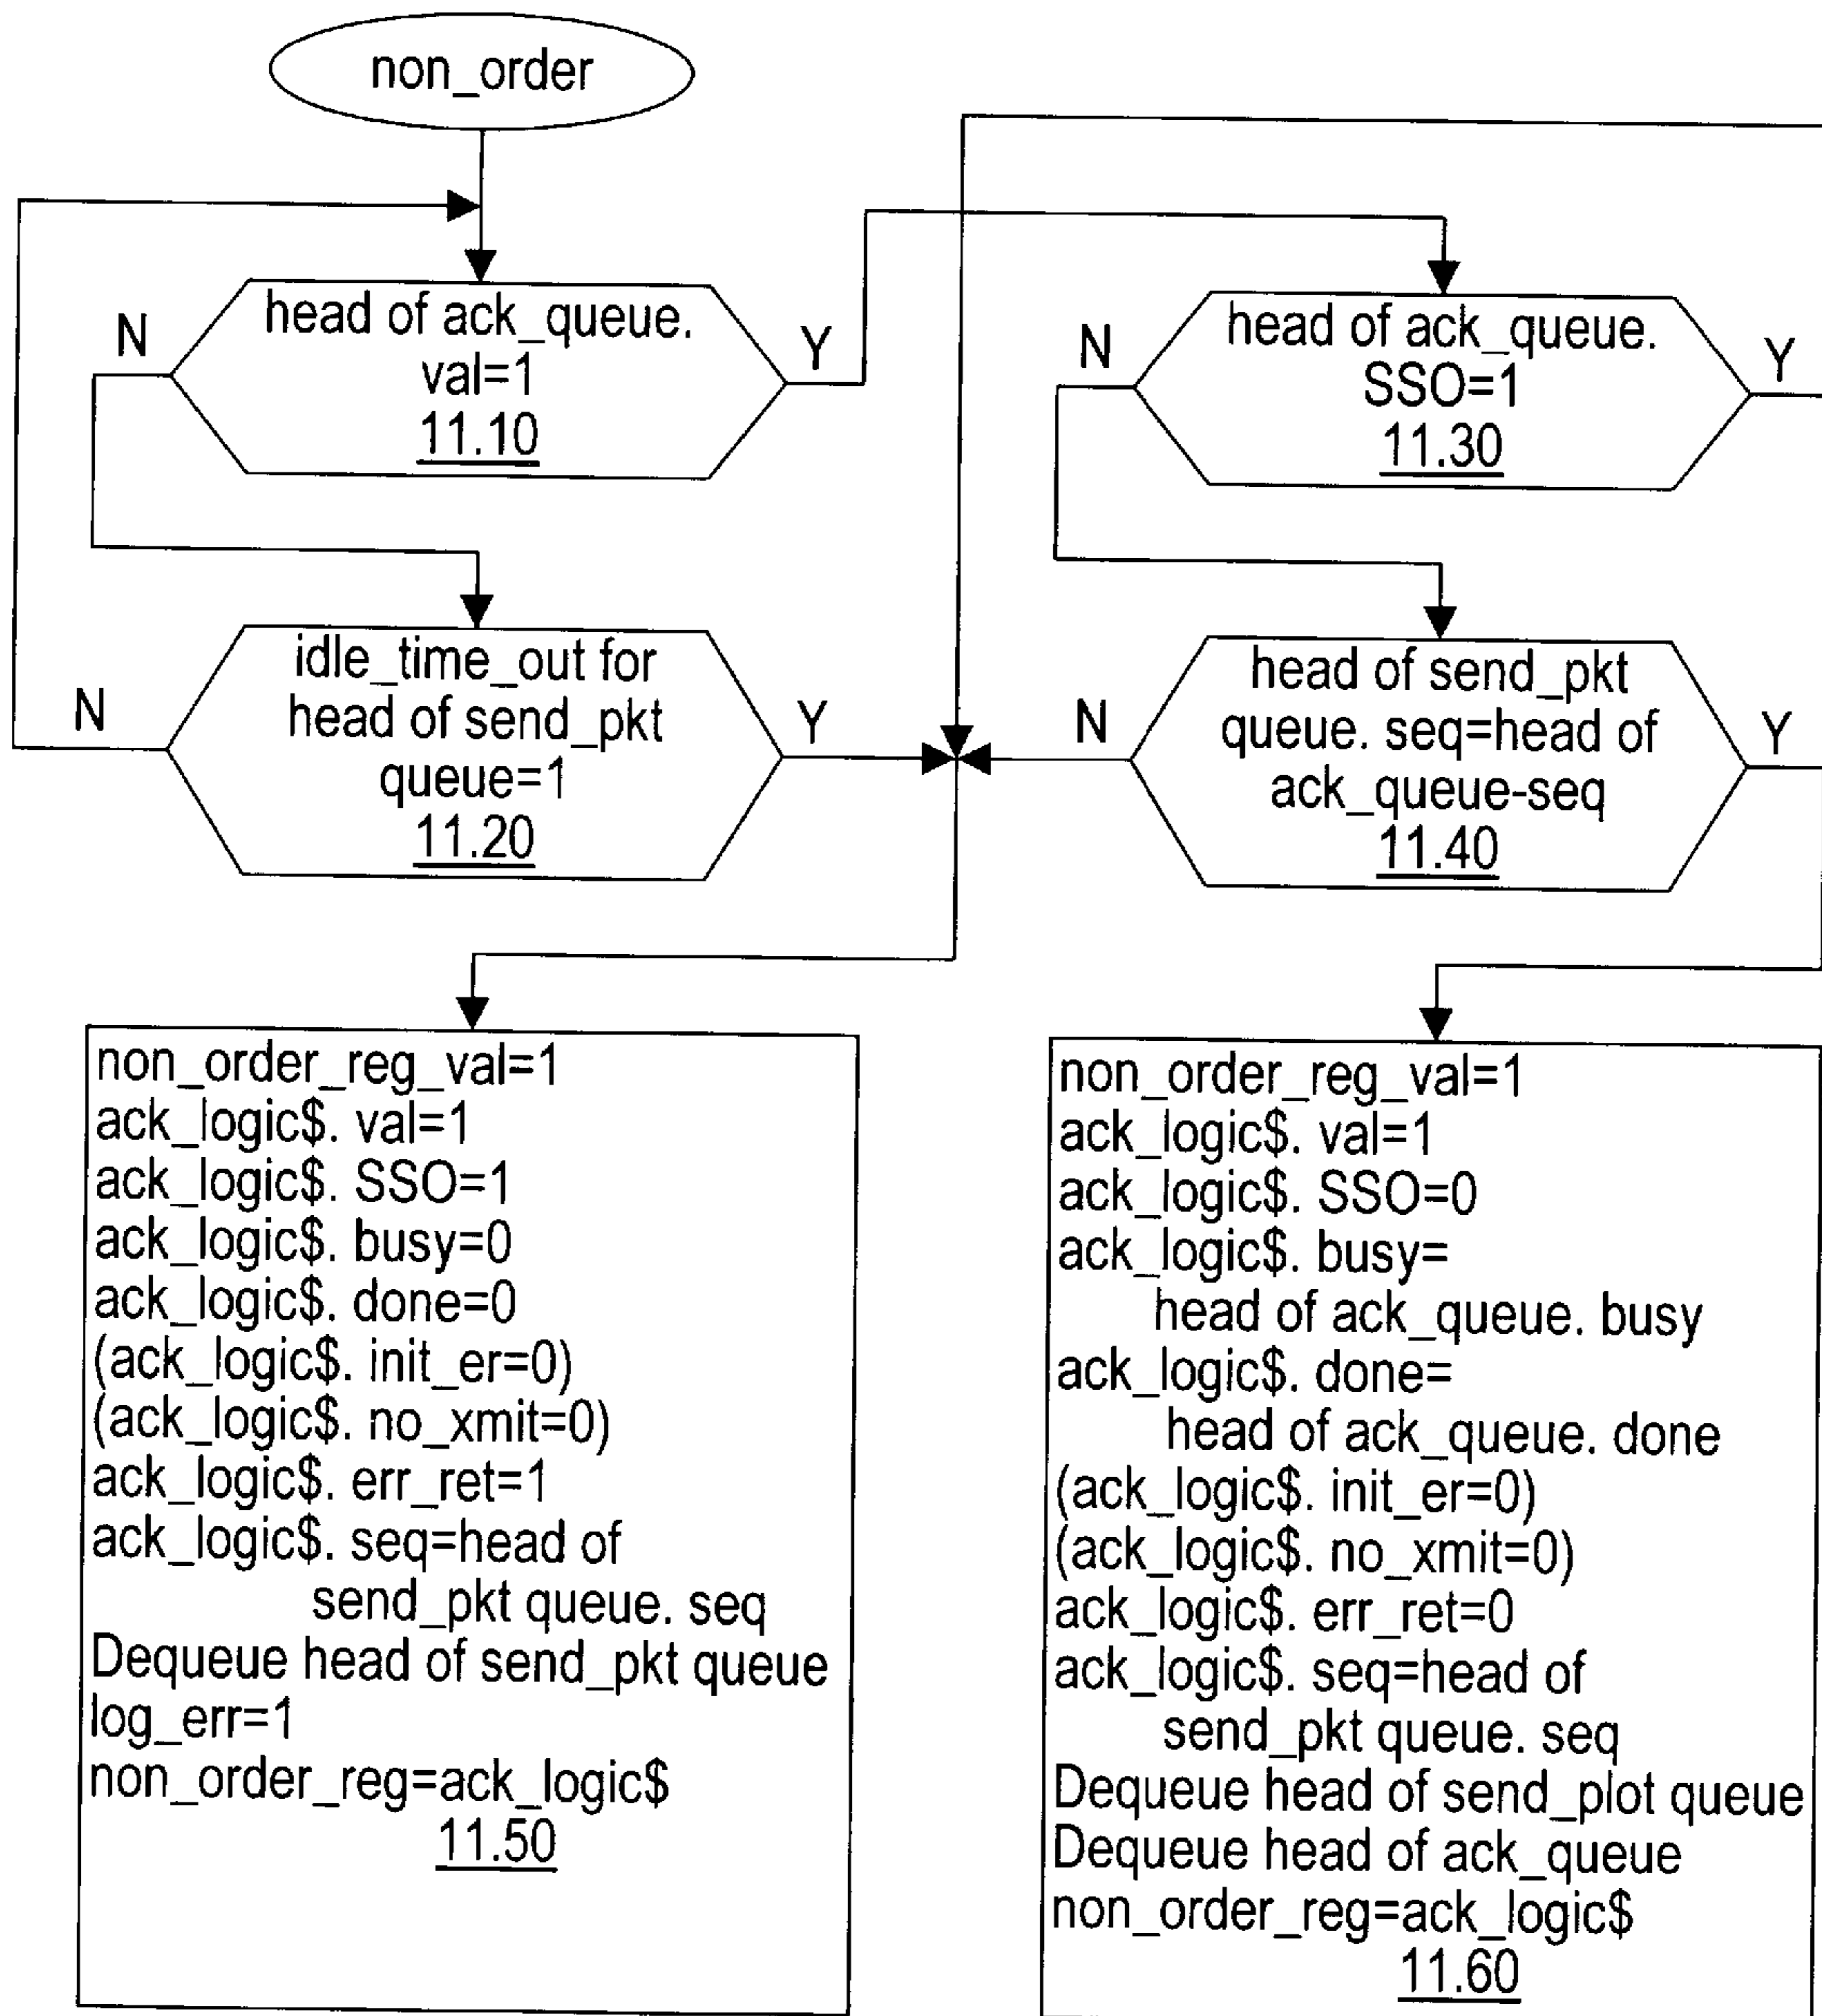 non_order
N
head of ack_queue.
val=1
11.10
Y
N
head of ack_queue.
SSO=1
11.30
Y
N
idle_time_out for
head of send_pkt
queue=1
11.20
Y
N
head of send_pkt
queue. seq=head of
ack_queue-seq
11.40
Y
non_order_reg_val=1
ack_logic$. val=1
ack_logic$. SSO=1
ack_logic$. busy=0
ack_logic$. done=0
(ack_logic$. init_er=0)
(ack_logic$. no_xmit=0)
ack_logic$. err_ret=1
ack_logic$. seq=head of
send_pkt queue. seq
Dequeue head of send_pkt queue
log_err=1
non_order_reg=ack_logic$
11.50
non_order_reg_val=1
ack_logic$. val=1
ack_logic$. SSO=0
ack_logic$. busy=
head of ack_queue. busy
ack_logic$. done=
head of ack_queue. done
(ack_logic$. init_er=0)
(ack_logic$. no_xmit=0)
ack_logic$. err_ret=0
ack_logic$. seq=head of
send_pkt queue. seq
Dequeue head of send_plot queue
Dequeue head of ack_queue
non_order_reg=ack_logic$
11.60